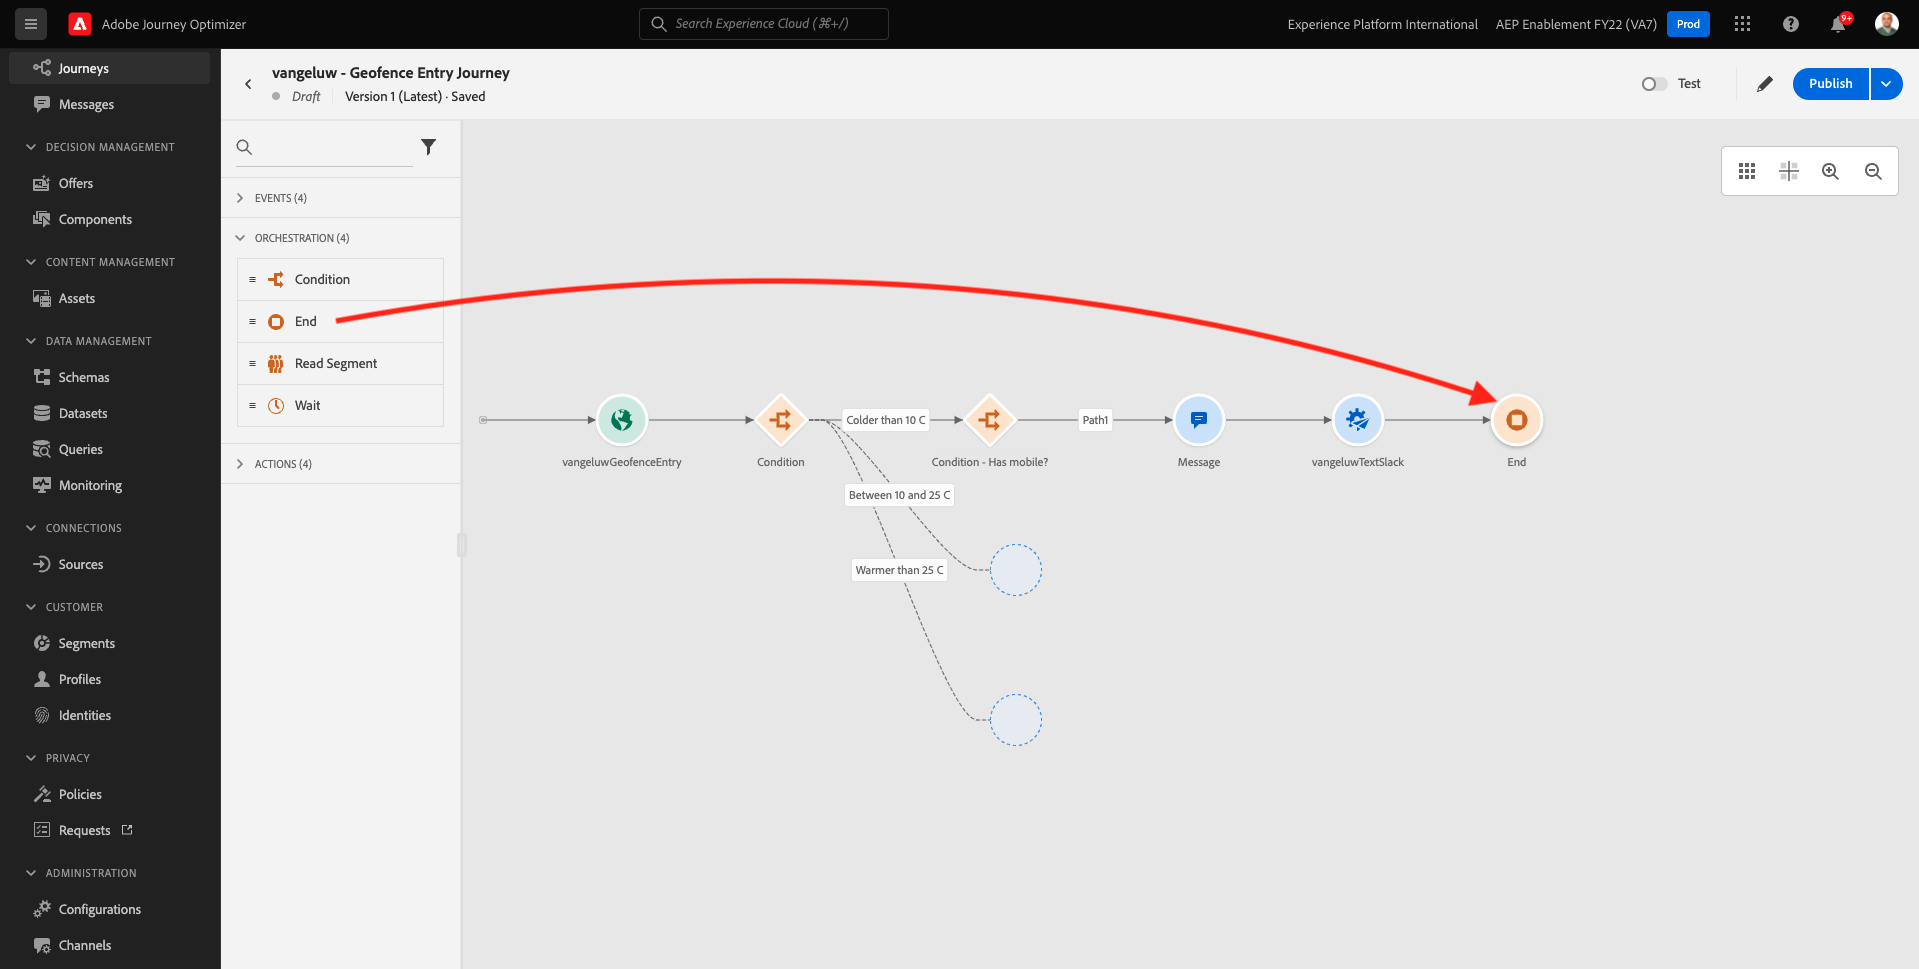 Adobe Journey Optimizer
Search Experience Cloud (⌘+/)
Experience Platform International
AEP Enablement FY22 (VA7)
Prod
9+
Journeys
Messages
DECISION MANAGEMENT
Offers
Components
CONTENT MANAGEMENT
Assets
DATA MANAGEMENT
Schemas
Datasets
Queries
Monitoring
CONNECTIONS
Sources
CUSTOMER
Segments
Profiles
Identities
PRIVACY
Policies
Requests
ADMINISTRATION
Configurations
Channels
vangeluw - Geofence Entry Journey
Draft
Version 1 (Latest) · Saved
Test
Publish
EVENTS (4)
ORCHESTRATION (4)
Condition
End
Read Segment
Wait
ACTIONS (4)
Colder than 10 C
Path1
vangeluwGeofenceEntry
Condition
Condition - Has mobile?
Message
vangeluwTextSlack
End
Between 10 and 25 C
Warmer than 25 C